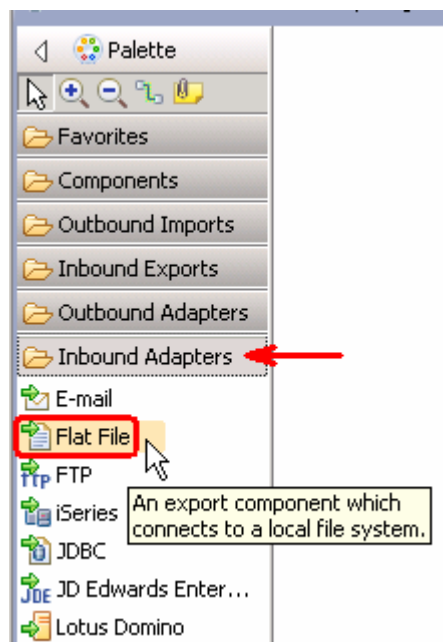 Palette
Favorites
Components
Outbound Imports
Inbound Exports
Outbound Adapters
Inbound Adapters
E-mail
Flat File
FTP
iSeries
An export component which
connects to a local file system.
JDBC
JD Edwards Enter...
Lotus Domino